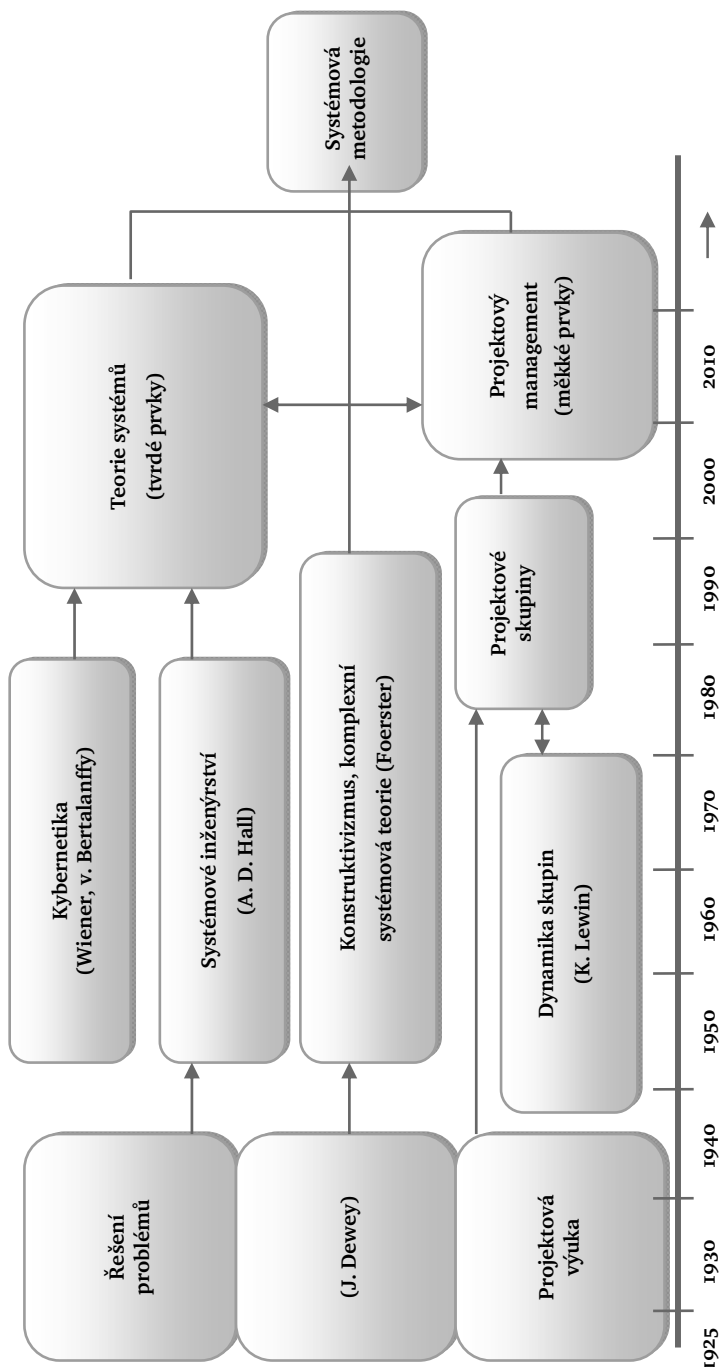 Řešení
problémů
(J. Dewey)
Projektová
výuka
Kybernetika
(Wiener, v. Bertalanffy)
Systémové inženýrství
(A. D. Hall)
Konstruktivizmus, komplexní
systémová teorie (Foerster)
Dynamika skupin
(K. Lewin)
Projektové
skupiny
Teorie systémů
(tvrdé prvky)
Projektový
management
(měkké prvky)
Systémová
metodologie
1925
1930
1940
1950
1960
1970
1980
1990
2000
2010